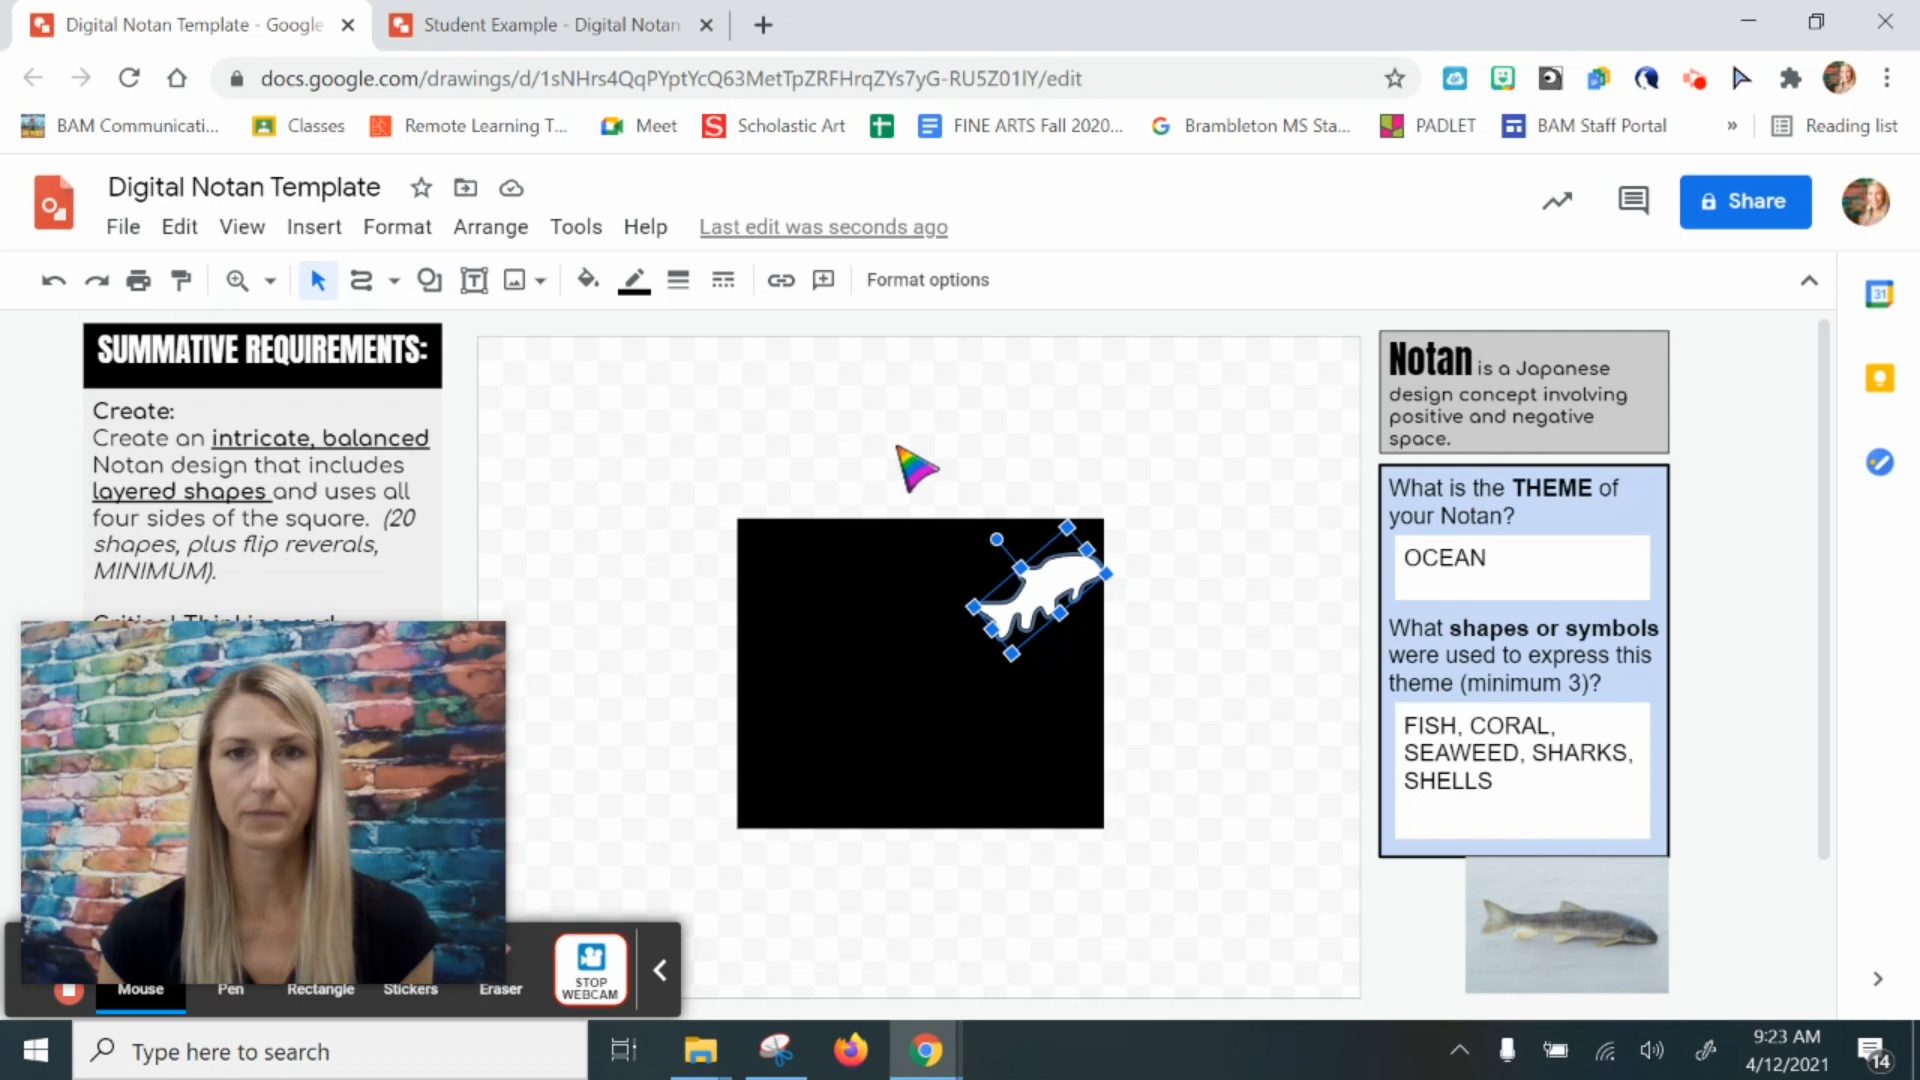 Digital Notan Template - Google
Student Example - Digital Notan
docs.google.com/drawings/d/1sNHrs4QqPYptYcQ63MetTpZRFHrqZYs7yG-RU5Z01lY/edit
BAM Communicati...
Classes
Remote Learning T...
Meet
Scholastic Art
FINE ARTS Fall 2020...
Brambleton MS Sta...
PADLET
BAM Staff Portal
»
Reading list
Digital Notan Template
Share
File Edit View Insert Format Arrange Tools Help Last edit was seconds ago
Format options
31
SUMMATIVE REQUIREMENTS:
Create:
Create an intricate, balanced
Notan design that includes
layered shapes and uses all
four sides of the square. (20
shapes, plus flip reverals,
MINIMUM).
Critical Thinking and
Notan is a Japanese
design concept involving
positive and negative
space.
What is the THEME of
your Notan?
OCEAN
What shapes or symbols
were used to express this
theme (minimum 3)?
FISH, CORAL,
SEAWEED, SHARKS,
SHELLS
Mouse
Pen
Rectangle
Stickers
Eraser
STOP
WEBCAM
Type here to search
9:23 AM
4/12/2021
14